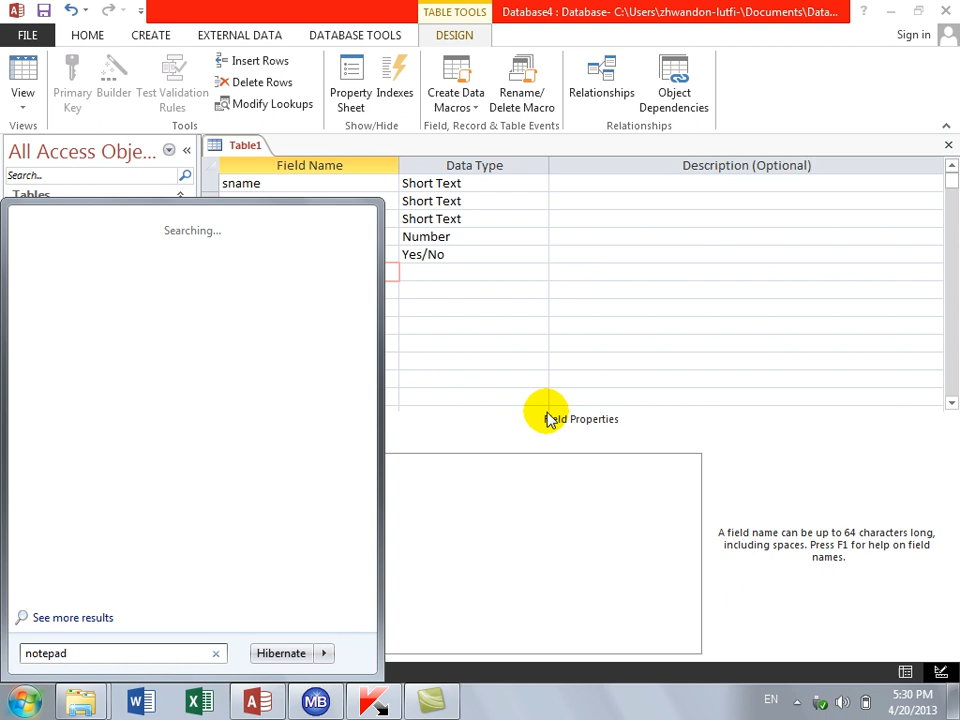 TABLE TOOLS
Database4 : Database- C:\Users\zhwandon-lutfi-\Documents\Data...
?
FILE
HOME
CREATE
EXTERNAL DATA
DATABASE TOOLS
DESIGN
Sign in
View
Primary Key
Builder
Test Validation Rules
Insert Rows
Delete Rows
Modify Lookups
Property Sheet
Indexes
Create Data Macros
Rename/ Delete Macro
Relationships
Object Dependencies
Views
Tools
Show/Hide
Field, Record & Table Events
Relationships
All Access Obje...
Search...
Tables
Table1
Field Name
Data Type
Description (Optional)
sname
Short Text
Short Text
Short Text
Number
Yes/No
Field Properties
A field name can be up to 64 characters long,
including spaces. Press F1 for help on field
names.
Searching...
See more results
notepad
Hibernate
MB
EN
5:30 PM
4/20/2013